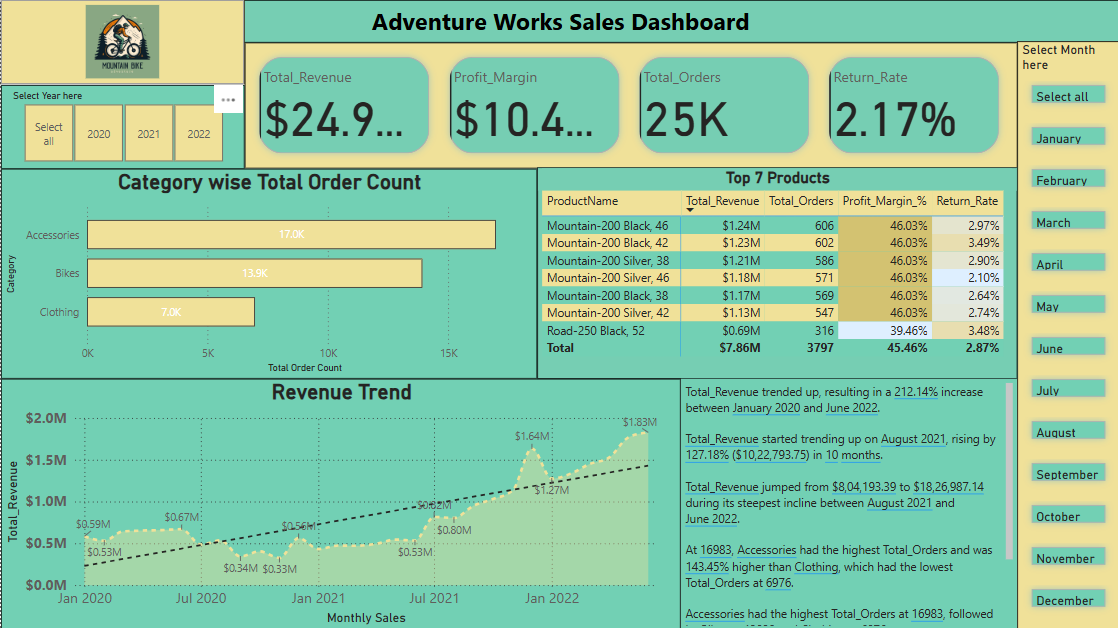 Adventure Works Sales Dashboard
MOUNTAIN BIKE
Select Year here
Select all
2020
2021
2022
Total_Revenue
$24.9...
Profit_Margin
$10.4...
Total_Orders
25K
Return_Rate
2.17%
Select Month here
Select all
January
February
March
April
May
June
July
August
September
October
November
December
Category wise Total Order Count
Category
Accessories
17.0K
Bikes
13.9K
Clothing
7.0K
0K 5K 10K 15K
Total Order Count
Top 7 Products
ProductName Total_Revenue Total_Orders Profit_Margin_% Return_Rate
Mountain-200 Black, 46 $1.24M 606 46.03% 2.97%
Mountain-200 Black, 42 $1.23M 602 46.03% 3.49%
Mountain-200 Silver, 38 $1.21M 586 46.03% 2.90%
Mountain-200 Silver, 46 $1.18M 571 46.03% 2.10%
Mountain-200 Black, 38 $1.17M 569 46.03% 2.64%
Mountain-200 Silver, 42 $1.13M 547 46.03% 2.74%
Road-250 Black, 52 $0.69M 316 39.46% 3.48%
Total $7.86M 3797 45.46% 2.87%
Revenue Trend
Total_Revenue
$2.0M
$1.5M
$1.0M
$0.5M
$0.0M
$0.59M
$0.53M
$0.67M
$0.34M
$0.33M
$0.56M
$0.53M
$0.82M
$0.80M
$1.64M
$1.27M
$1.83M
Jan 2020 Jul 2020 Jan 2021 Jul 2021 Jan 2022
Monthly Sales
Total_Revenue trended up, resulting in a 212.14% increase
between January 2020 and June 2022.
Total_Revenue started trending up on August 2021, rising by
127.18% ($10,22,793.75) in 10 months.
Total_Revenue jumped from $8,04,193.39 to $18,26,987.14
during its steepest incline between August 2021 and
June 2022.
At 16983, Accessories had the highest Total_Orders and was
143.45% higher than Clothing, which had the lowest
Total_Orders at 6976.
Accessories had the highest Total_Orders at 16983, followed